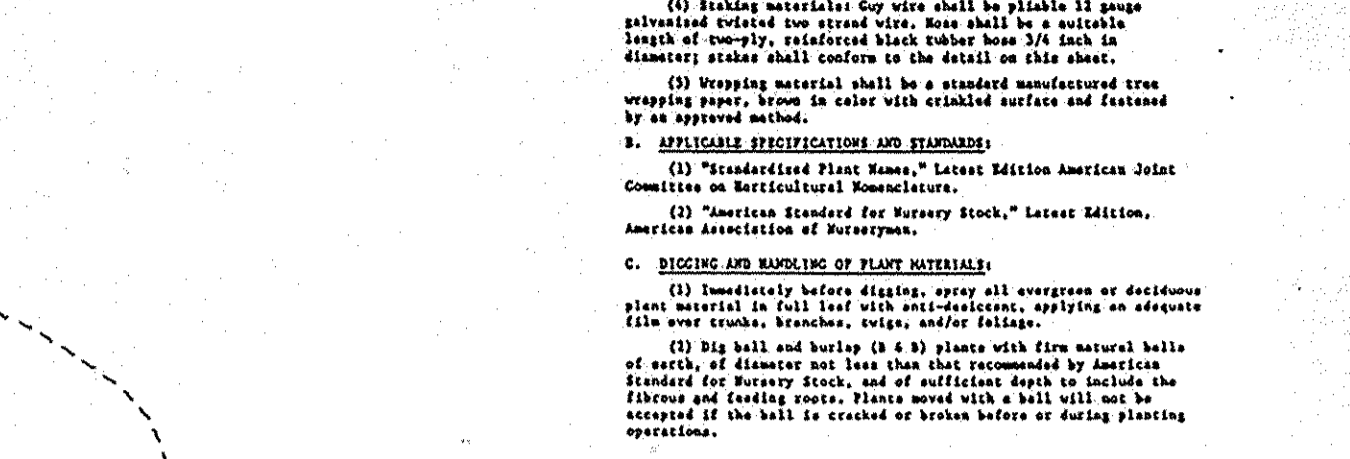 (4) Staking materials: Guy wire shall be pliable 12 gauge
galvanized twisted two strand wire. Hose shall be a suitable
length of two-ply, reinforced black rubber hose 3/4 inch in
diameter; stakes shall conform to the detail on this sheet.
(5) Wrapping material shall be a standard manufactured tree
wrapping paper, brown in color with crinkled surface and fastened
by an approved method.
B. APPLICABLE SPECIFICATIONS AND STANDARDS:
(1) "Standardized Plant Names," Latest Edition American Joint
Committee on Horticultural Nomenclature.
(2) "American Standard for Nursery Stock," Latest Edition,
American Association of Nurserymen.
C. DIGGING AND HANDLING OF PLANT MATERIALS:
(1) Immediately before digging, spray all evergreen or deciduous
plant material in full leaf with anti-desiccant, applying an adequate
film over trunks, branches, twigs, and/or foliage.
(2) Dig ball and burlap (B & B) plants with firm natural balls
of earth, of diameter not less than that recommended by American
Standard for Nursery Stock, and of sufficient depth to include the
fibrous and feeding roots. Plants moved with a ball will not be
accepted if the ball is cracked or broken before or during planting
operations.